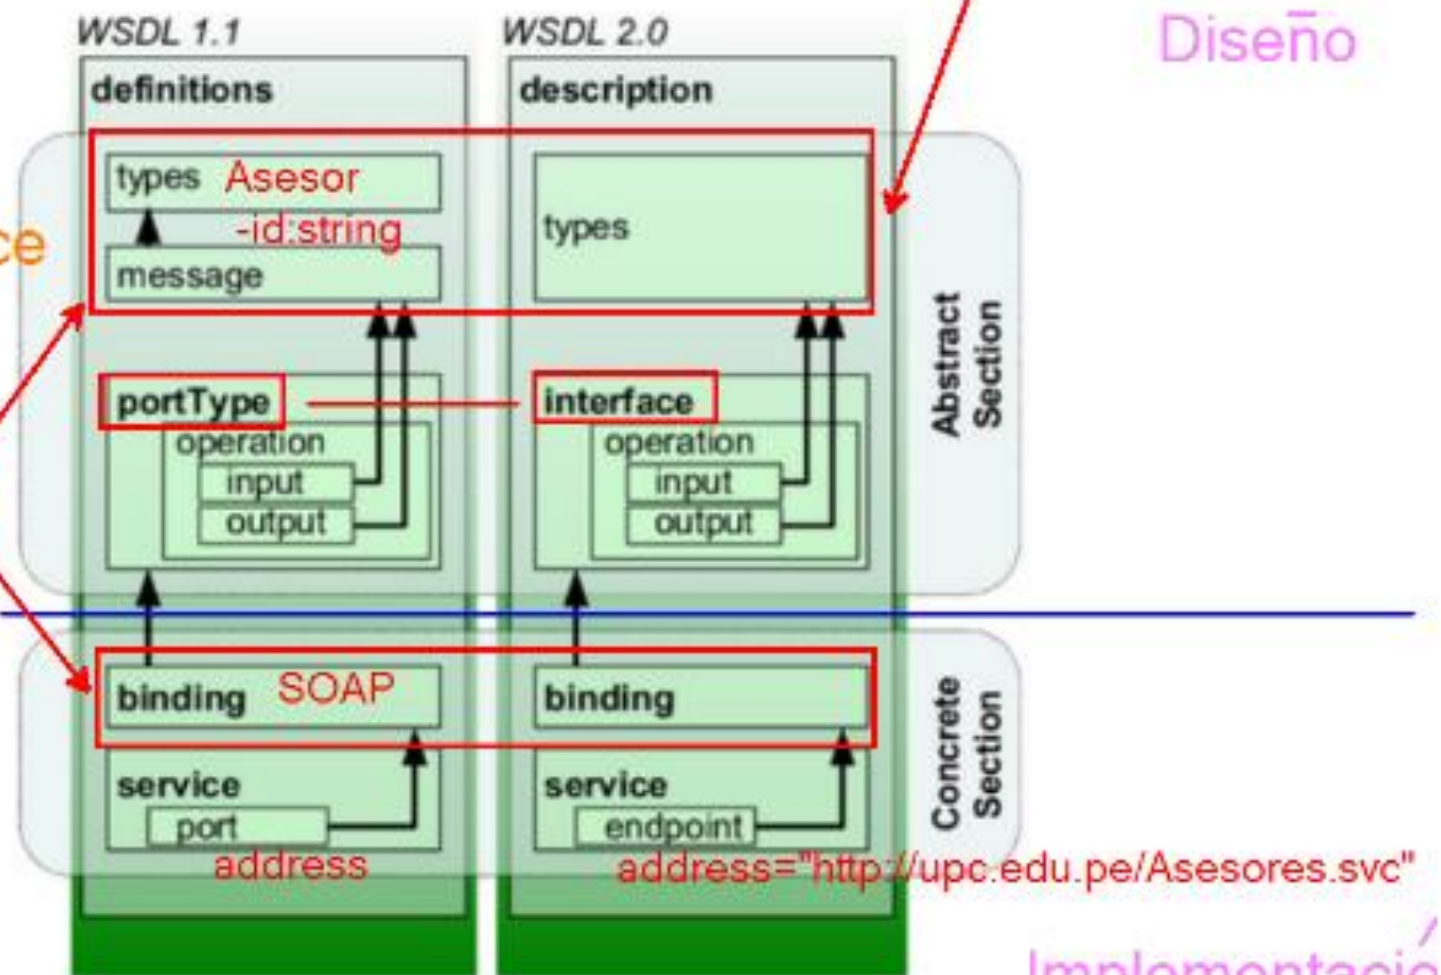 WSDL 1.1
WSDL 2.0
Diseño
definitions
description
types Asesor
-id:string
message
types
ce
portType
operation
input
output
interface
operation
input
output
Abstract
Section
binding SOAP
service
port
address
binding
service
endpoint
address="http://upc.edu.pe/Asesores.svc"
Concrete
Section
Implementació